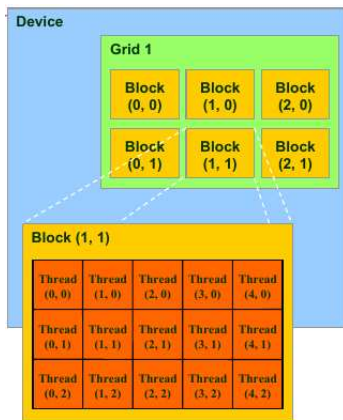 Device
Grid 1
Block Block Block
(0, 0) (1, 0) (2, 0)
Block Block Block
(0, 1) (1, 1) (2, 1)
Block (1, 1)
Thread Thread Thread Thread Thread
(0, 0) (1, 0) (2, 0) (3, 0) (4, 0)
Thread Thread Thread Thread Thread
(0, 1) (1, 1) (2, 1) (3, 1) (4, 1)
Thread Thread Thread Thread Thread
(0, 2) (1, 2) (2, 2) (3, 2) (4, 2)